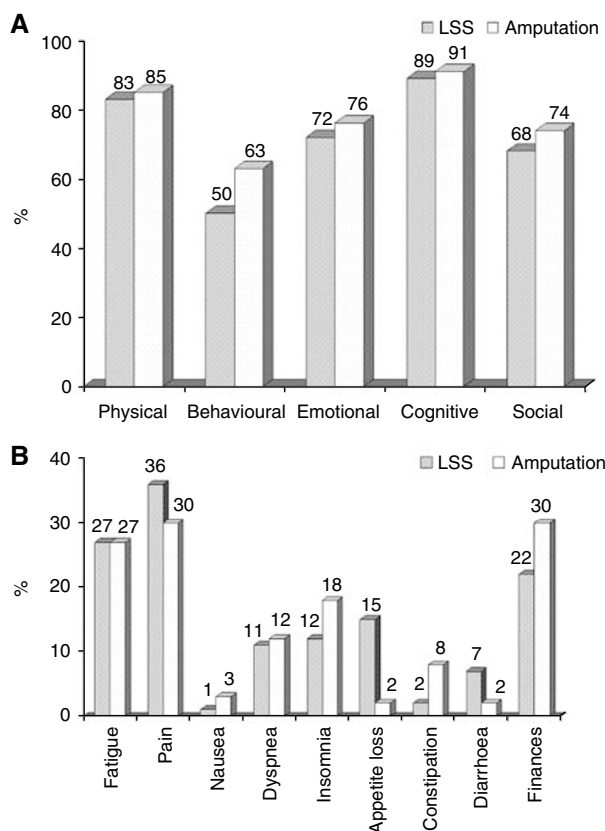 A
LSS Amputation
100
80
60
40
20
0
%
83 85
50 63
72 76
89 91
68 74
Physical Behavioural Emotional Cognitive Social
B
LSS Amputation
40
30
20
10
0
%
27 27
36 30
1 3
11 12
12 18
15 2
2 8
7 2
22 30
Fatigue
Pain
Nausea
Dyspnea
Insomnia
Appetite loss
Constipation
Diarrhoea
Finances